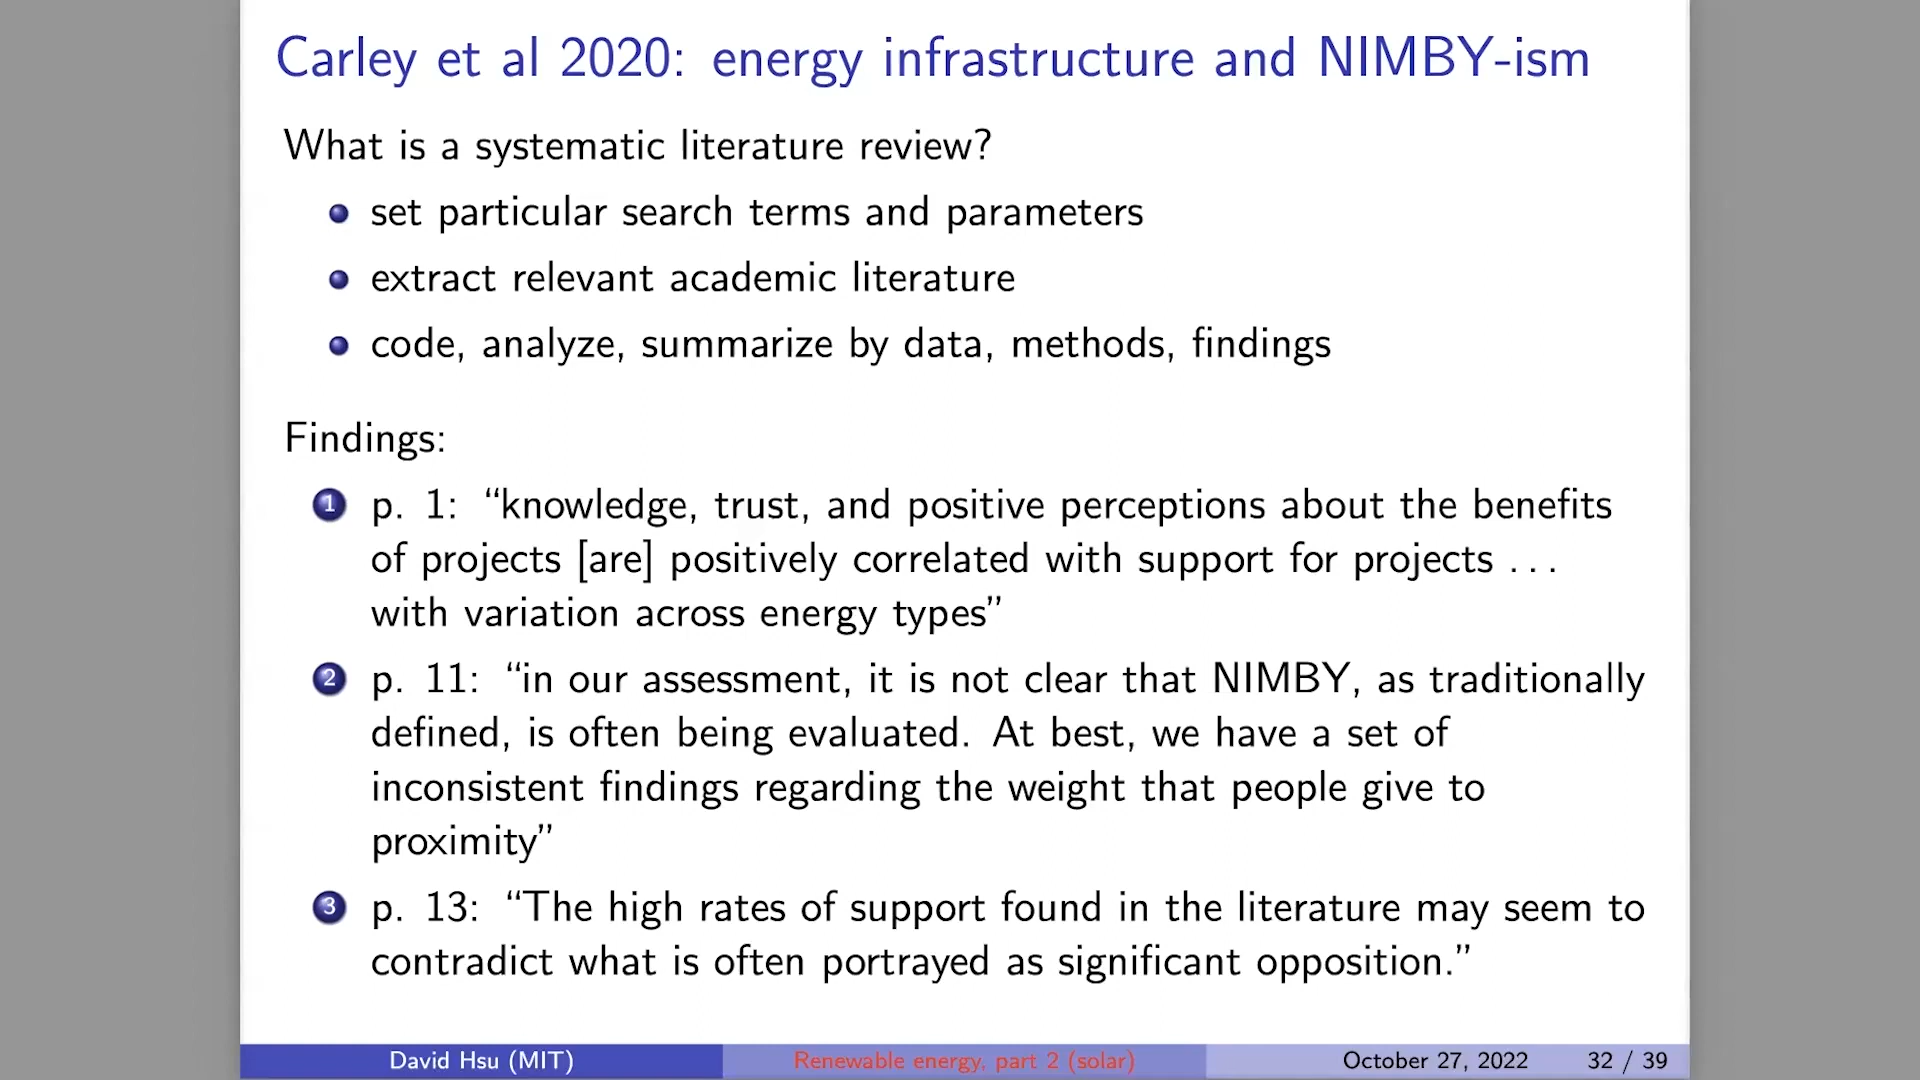 Carley et al 2020: energy infrastructure and NIMBY-ism
What is a systematic literature review?
set particular search terms and parameters
extract relevant academic literature
code, analyze, summarize by data, methods, findings
Findings:
1 p. 1: “knowledge, trust, and positive perceptions about the benefits
of projects [are] positively correlated with support for projects . . .
with variation across energy types”
2 p. 11: “in our assessment, it is not clear that NIMBY, as traditionally
defined, is often being evaluated. At best, we have a set of
inconsistent findings regarding the weight that people give to
proximity”
3 p. 13: “The high rates of support found in the literature may seem to
contradict what is often portrayed as significant opposition.”
David Hsu (MIT) Renewable energy, part 2 (solar) October 27, 2022 32 / 39